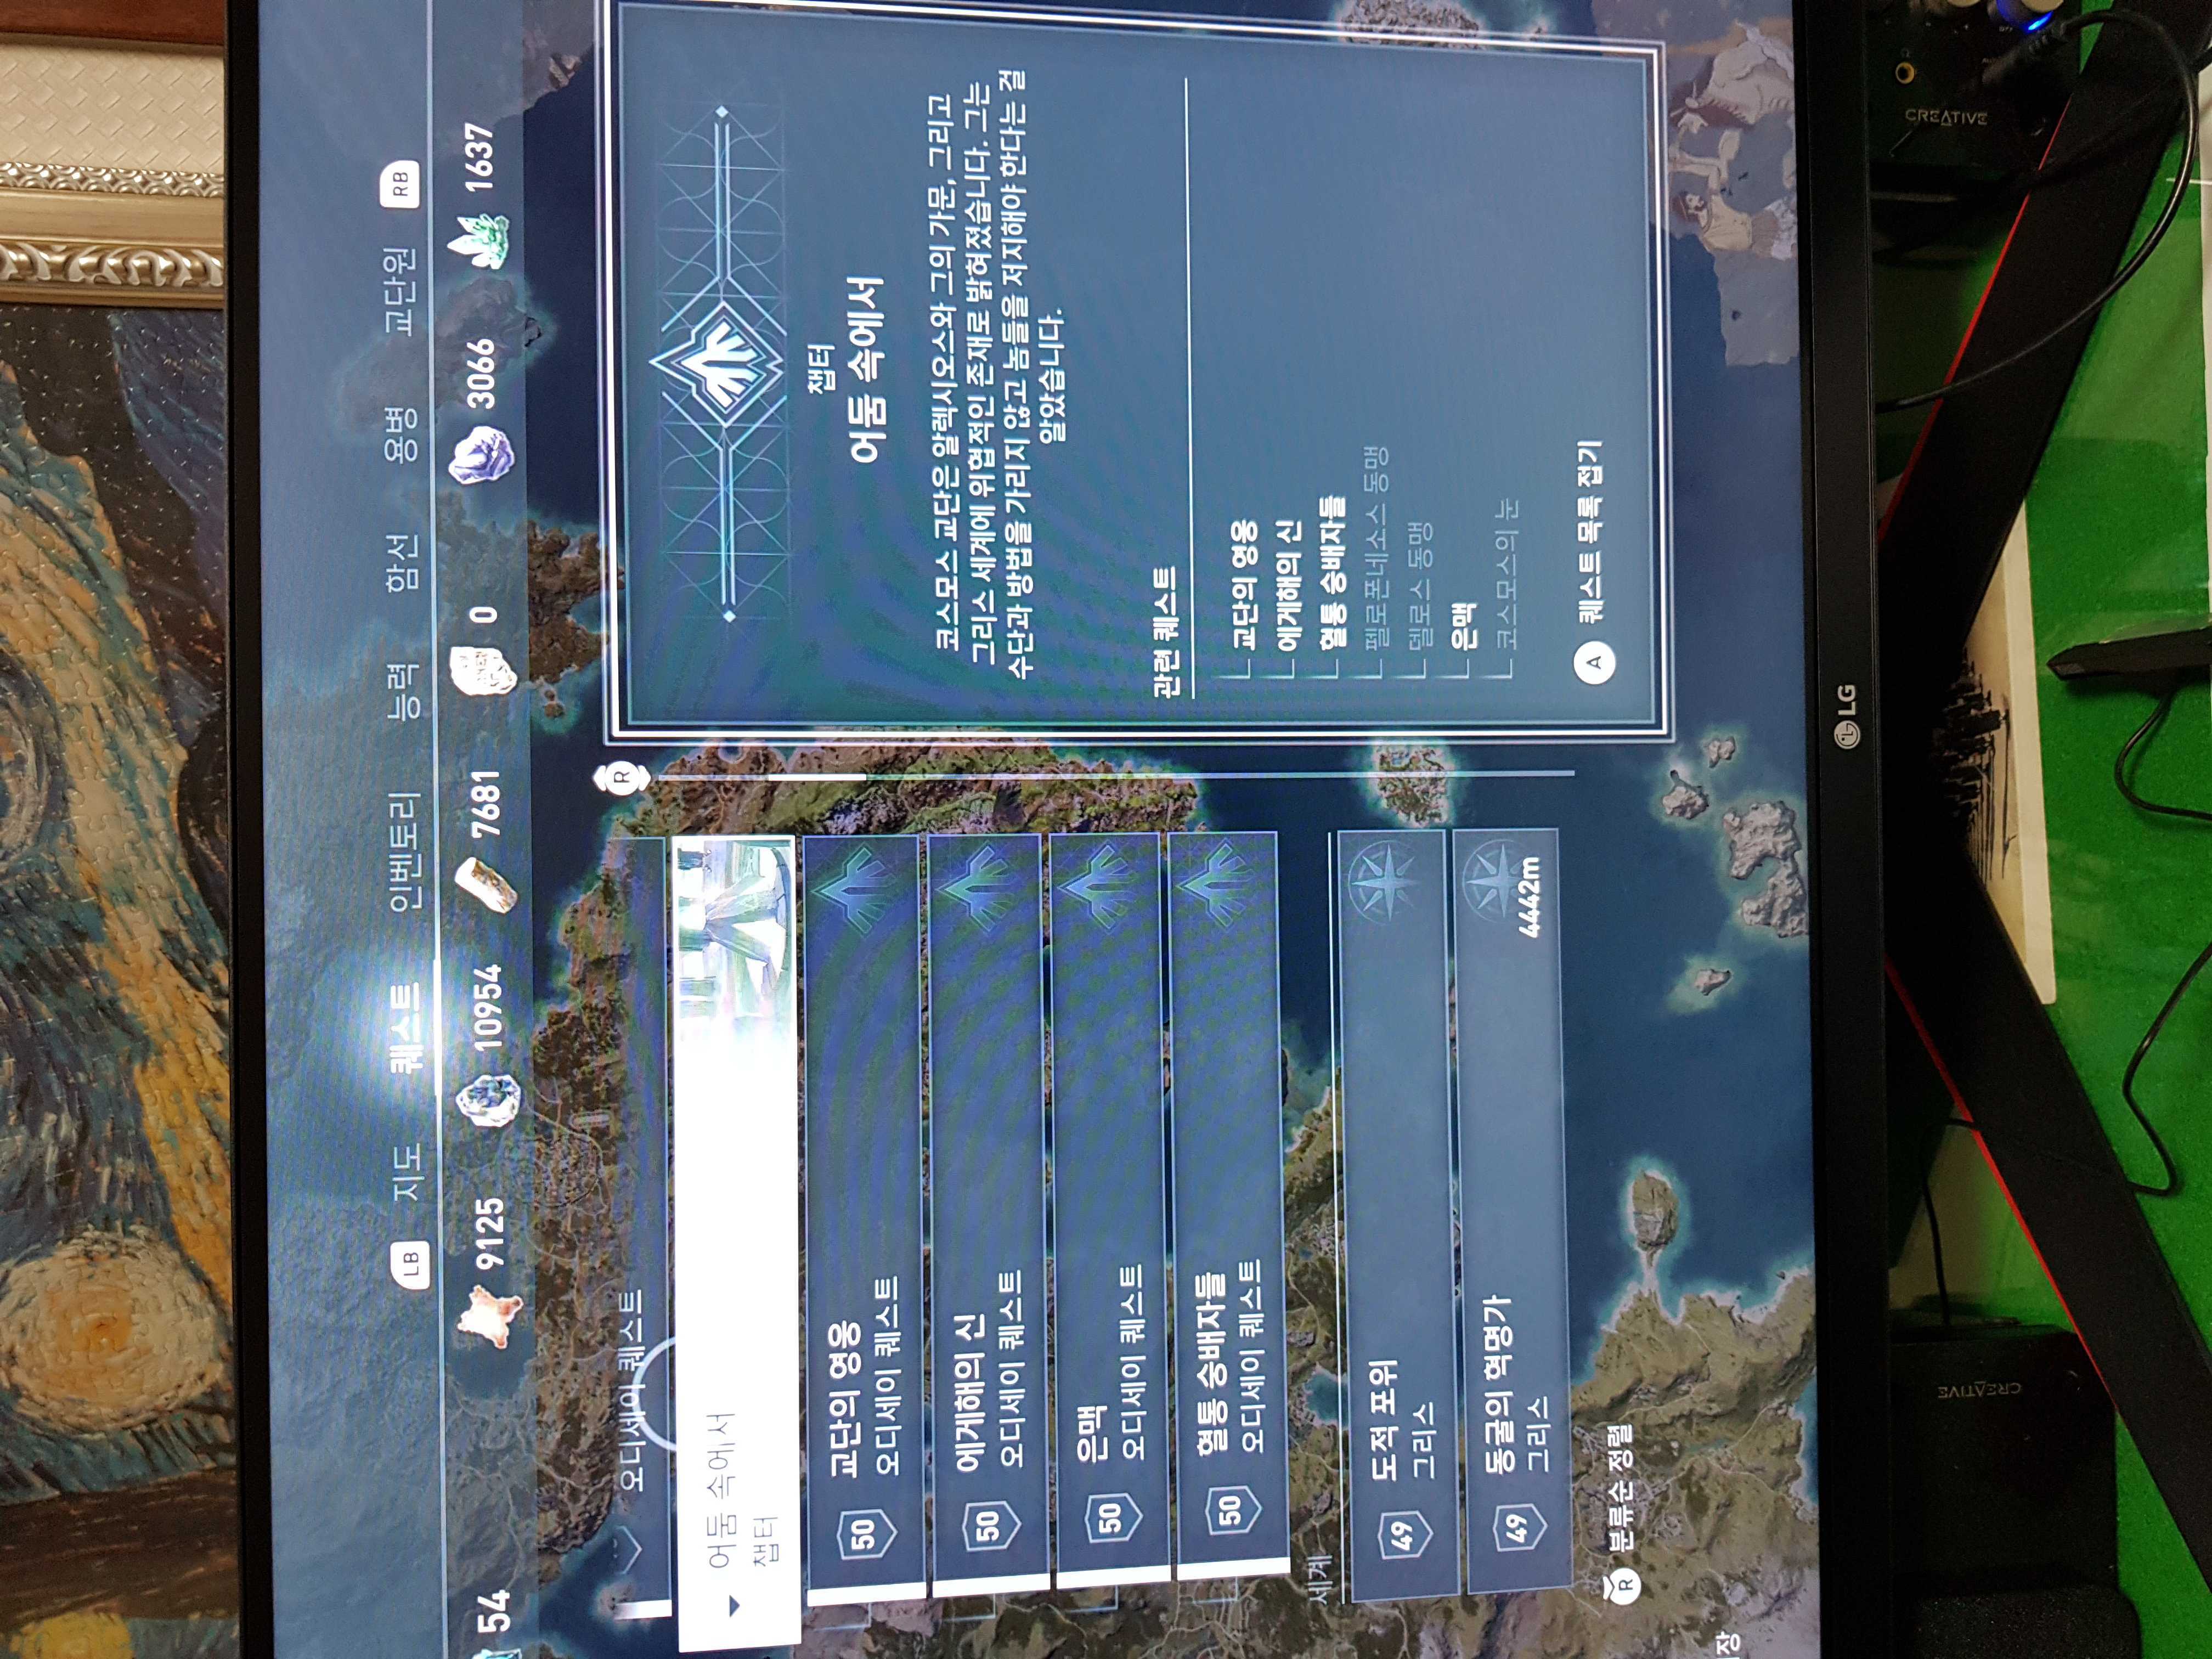 LB 지도 퀘스트 인벤토리 능력 함선 용병 교단원 RB
54 9125 10954 7681 0 3066 1637
오디세이 퀘스트
어둠 속에서
챕터
50 교단의 영웅
오디세이 퀘스트
50 에게해의 신
오디세이 퀘스트
50 은맥
오디세이 퀘스트
50 혈통 숭배자들
오디세이 퀘스트
세계
49 도적 포위
그리스
49 동굴의 혁명가
그리스
4442m
R 분류순 정렬
R
챕터
어둠 속에서
코스모스 교단은 알렉시오스와 그의 가문, 그리고
그리스 세계에 위협적인 존재로 밝혀졌습니다. 그는
수단과 방법을 가리지 않고 놈들을 저지해야 한다는 걸
알았습니다.
관련 퀘스트
교단의 영웅
에게해의 신
혈통 숭배자들
펠로폰네소스 동맹
델로스 동맹
은맥
코스모스의 눈
A 퀘스트 목록 접기
LG
CREATIVE
CREATIVE